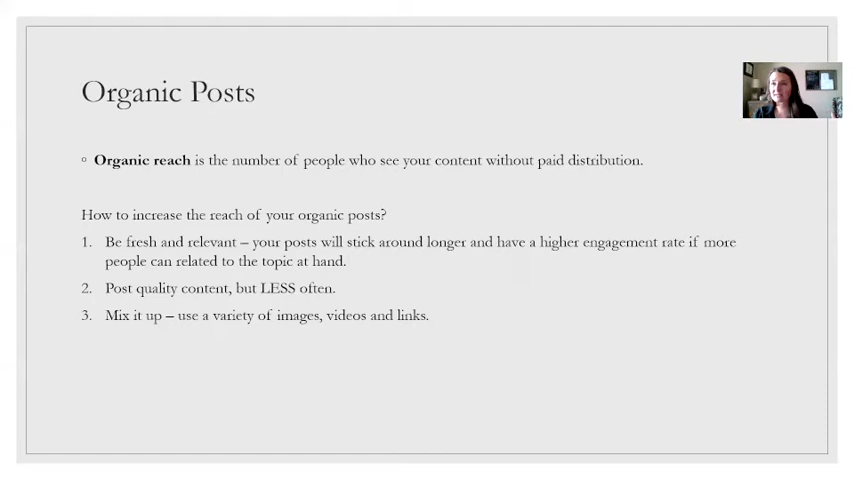 Organic Posts
◦ Organic reach is the number of people who see your content without paid distribution.
How to increase the reach of your organic posts?
1. Be fresh and relevant – your posts will stick around longer and have a higher engagement rate if more
people can related to the topic at hand.
2. Post quality content, but LESS often.
3. Mix it up – use a variety of images, videos and links.